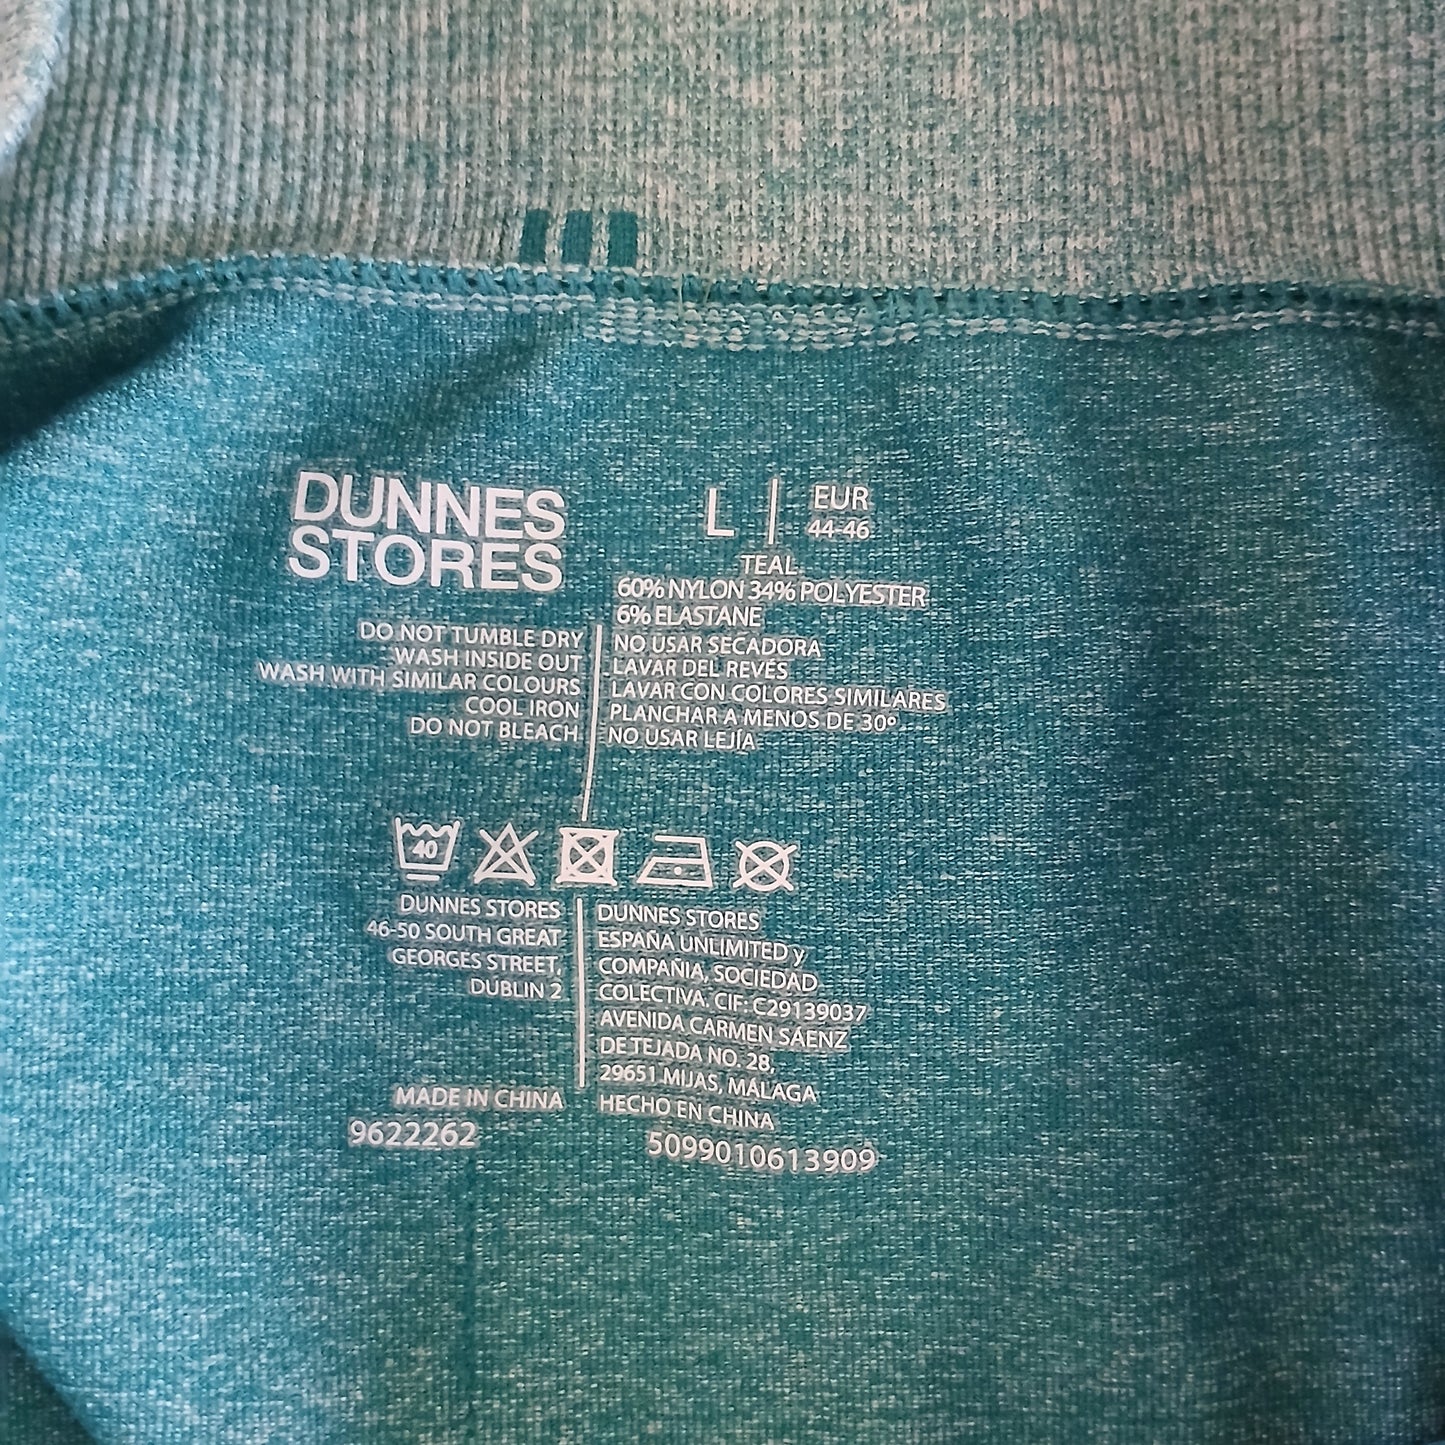 DUNNES
STORES
L | EUR
44-46
TEAL
60% NYLON 34% POLYESTER
6% ELASTANE
DO NOT TUMBLE DRY
WASH INSIDE OUT
WASH WITH SIMILAR COLOURS
COOL IRON
DO NOT BLEACH
NO USAR SECADORA
LAVAR DEL REVÉS
LAVAR CON COLORES SIMILARES
PLANCHAR A MENOS DE 30º
NO USAR LEJÍA
40
DUNNES STORES
46-50 SOUTH GREAT
GEORGES STREET,
DUBLIN 2
DUNNES STORES
ESPAÑA UNLIMITED y
COMPAÑIA, SOCIEDAD
COLECTIVA. CIF: C29139037
AVENIDA CARMEN SAENZ
DE TEJADA NO. 28,
29651 MIJAS, MÁLAGA
MADE IN CHINA
HECHO EN CHINA
9622262
5099010613909